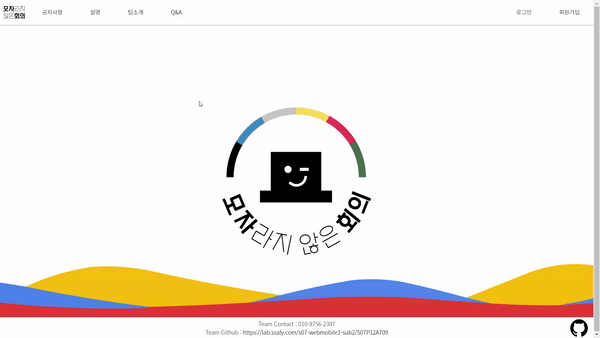 모자라지
않은회의
공지사항
설명
팀소개
Q&A
로그인
회원가입
모자라지 않은 회의
Team Contact : 010-8756-2387
Team Github : https://lab.ssafy.com/s07-webmobile1-sub2/S07P12A709